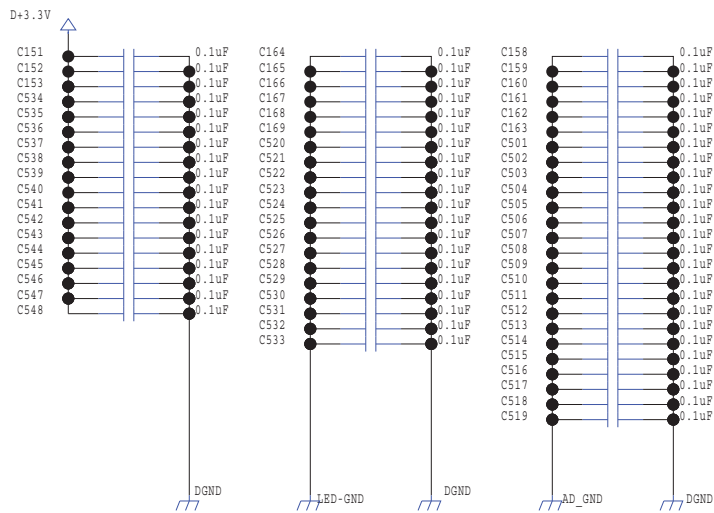 D+3.3V
C151 0.1uF C164 0.1uF C158 0.1uF
C152 0.1uF C165 0.1uF C159 0.1uF
C153 0.1uF C166 0.1uF C160 0.1uF
C534 0.1uF C167 0.1uF C161 0.1uF
C535 0.1uF C168 0.1uF C162 0.1uF
C536 0.1uF C169 0.1uF C163 0.1uF
C537 0.1uF C520 0.1uF C501 0.1uF
C538 0.1uF C521 0.1uF C502 0.1uF
C539 0.1uF C522 0.1uF C503 0.1uF
C540 0.1uF C523 0.1uF C504 0.1uF
C541 0.1uF C524 0.1uF C505 0.1uF
C542 0.1uF C525 0.1uF C506 0.1uF
C543 0.1uF C526 0.1uF C507 0.1uF
C544 0.1uF C527 0.1uF C508 0.1uF
C545 0.1uF C528 0.1uF C509 0.1uF
C546 0.1uF C529 0.1uF C510 0.1uF
C547 0.1uF C530 0.1uF C511 0.1uF
C548 0.1uF C531 0.1uF C512 0.1uF
C532 0.1uF C513 0.1uF
C533 0.1uF C514 0.1uF
C515 0.1uF
C516 0.1uF
C517 0.1uF
C518 0.1uF
C519 0.1uF
DGND LED-GND DGND AD_GND DGND